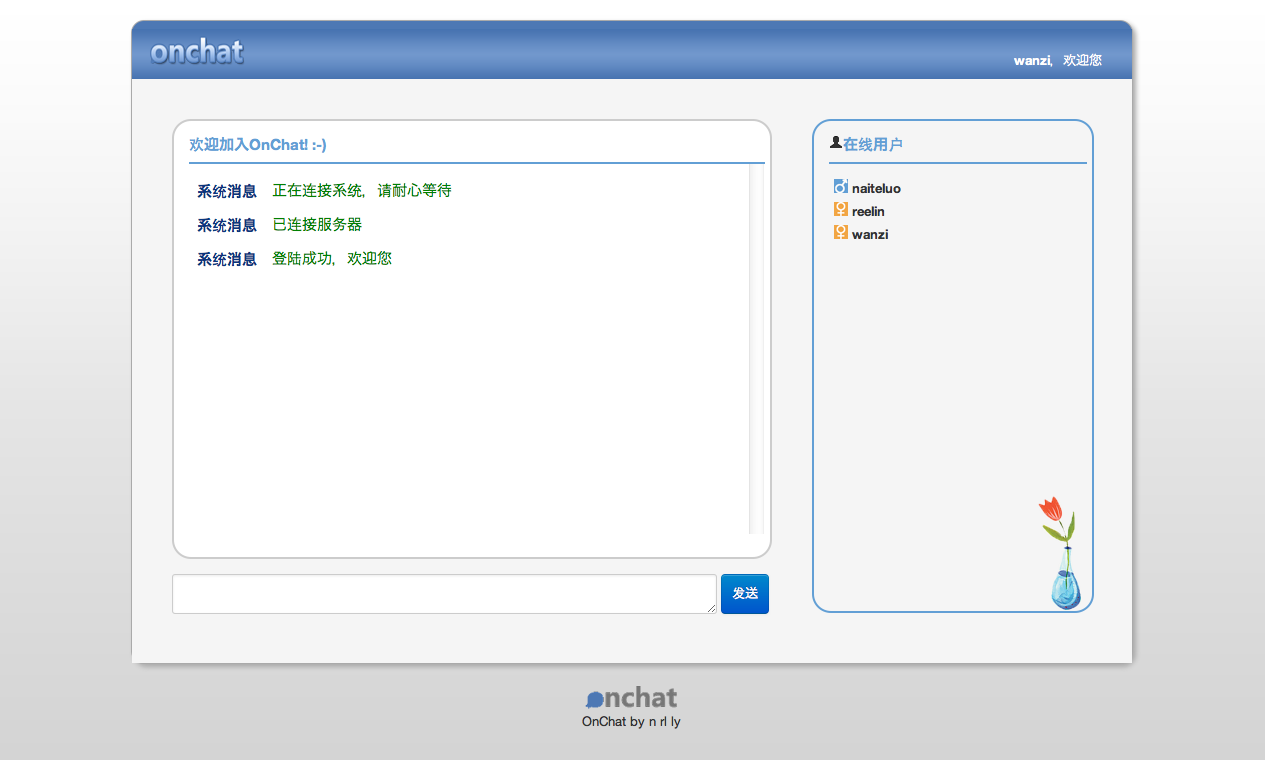 onchat
wanzi, 欢迎您
欢迎加入OnChat! :-)
系统消息 正在连接系统，请耐心等待
系统消息 已连接服务器
系统消息 登陆成功，欢迎您
发送
在线用户
naiteluo
reelin
wanzi
onchat
OnChat by n rl ly